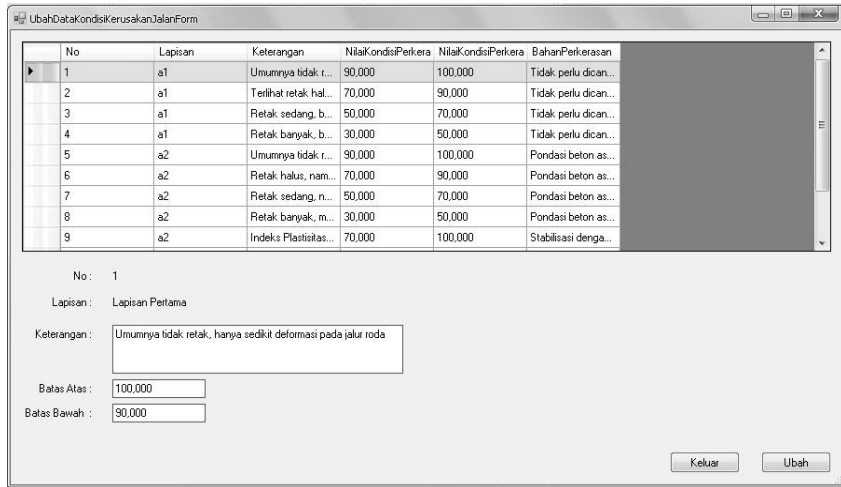 UbahDataKondisiKerusakanJalanForm
No Lapisan Keterangan NilaiKondisiPerkera NilaiKondisiPerkera BahanPerkerasan
1 a1 Umumnya tidak r... 90,000 100,000 Tidak perlu dican...
2 a1 Terlihat retak hal... 70,000 90,000 Tidak perlu dican...
3 a1 Retak sedang, b... 50,000 70,000 Tidak perlu dican...
4 a1 Retak banyak, b... 30,000 50,000 Tidak perlu dican...
5 a2 Umumnya tidak r... 90,000 100,000 Pondasi beton as...
6 a2 Retak halus, nam... 70,000 90,000 Pondasi beton as...
7 a2 Retak sedang, n... 50,000 70,000 Pondasi beton as...
8 a2 Retak banyak, m... 30,000 50,000 Pondasi beton as...
9 a2 Indeks Plastisitas... 70,000 100,000 Stabilisasi denga...
No : 1
Lapisan : Lapisan Pertama
Keterangan : Umumnya tidak retak, hanya sedikit deformasi pada jalur roda
Batas Atas : 100,000
Batas Bawah : 90,000
Keluar Ubah